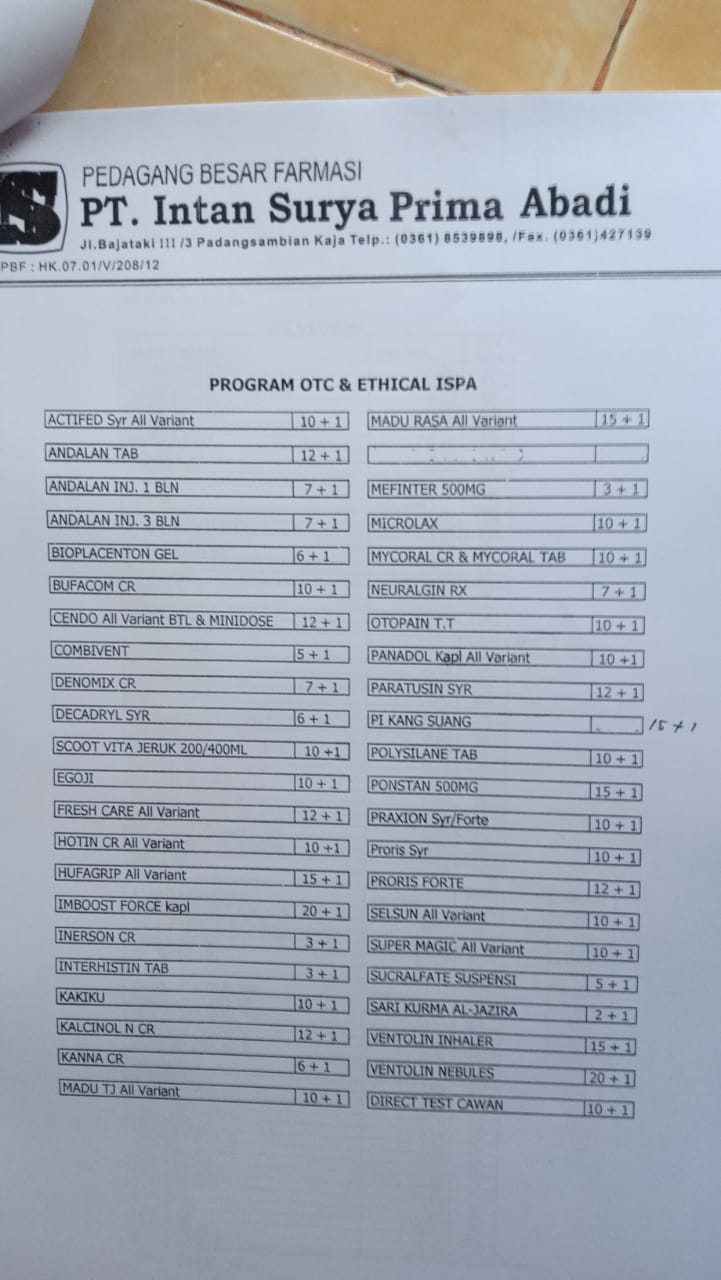 PEDAGANG BESAR FARMASI
PT. Intan Surya Prima Abadi
Jl.Bajataki III /3 Padangsambian Kaja Telp.: (0361) 8539898, /Fax. (0361)427139
PBF : HK.07.01/V/208/12
PROGRAM OTC & ETHICAL ISPA
ACTIFED Syr All Variant 10 + 1
ANDALAN TAB 12 + 1
ANDALAN INJ. 1 BLN 7 + 1
ANDALAN INJ. 3 BLN 7 + 1
BIOPLACENTON GEL 6 + 1
BUFACOM CR 10 + 1
CENDO All Variant BTL & MINIDOSE 12 + 1
COMBIVENT 5 + 1
DENOMIX CR 7 + 1
DECADRYL SYR 6 + 1
SCOOT VITA JERUK 200/400ML 10 +1
EGOJI 10 + 1
FRESH CARE All Variant 12 + 1
HOTIN CR All Variant 10 +1
HUFAGRIP All Variant 15 + 1
IMBOOST FORCE kapl 20 + 1
INERSON CR 3 + 1
INTERHISTIN TAB 3 + 1
KAKIKU 10 + 1
KALCINOL N CR 12 + 1
KANNA CR 6 + 1
MADU TJ All Variant 10 + 1
MADU RASA All Variant 15 + 1
MEFINTER 500MG 3 + 1
MICROLAX 10 + 1
MYCORAL CR & MYCORAL TAB 10 + 1
NEURALGIN RX 7 + 1
OTOPAIN T.T 10 + 1
PANADOL Kapl All Variant 10 +1
PARATUSIN SYR 12 + 1
PI KANG SUANG 15 + 1
POLYSILANE TAB 10 + 1
PONSTAN 500MG 15 + 1
PRAXION Syr/Forte 10 + 1
Proris Syr 10 + 1
PRORIS FORTE 12 + 1
SELSUN All Variant 10 + 1
SUPER MAGIC All Variant 10 + 1
SUCRALFATE SUSPENSI 5 + 1
SARI KURMA AL-JAZIRA 2 + 1
VENTOLIN INHALER 15 + 1
VENTOLIN NEBULES 20 + 1
DIRECT TEST CAWAN 10 + 1